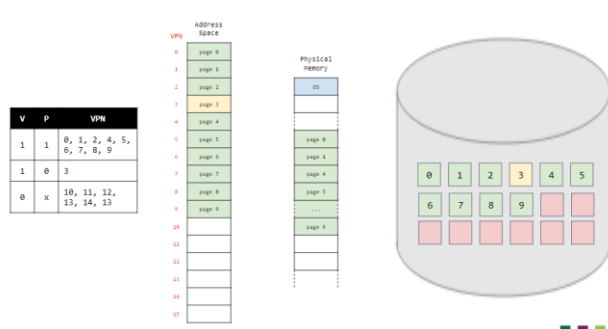 Address
Space
VPN
0 page 0
1 page 1
2 page 2
3 page 3
4 page 4
5 page 5
6 page 6
7 page 7
8 page 8
9 page 9
10
11
12
13
14
15
Physical
Memory
OS
page 0
page 1
page 4
page 5
...
page 9
V P VPN
1 1 0, 1, 2, 4, 5,
6, 7, 8, 9
1 0 3
0 x 10, 11, 12,
13, 14, 13
0 1 2 3 4 5
6 7 8 9